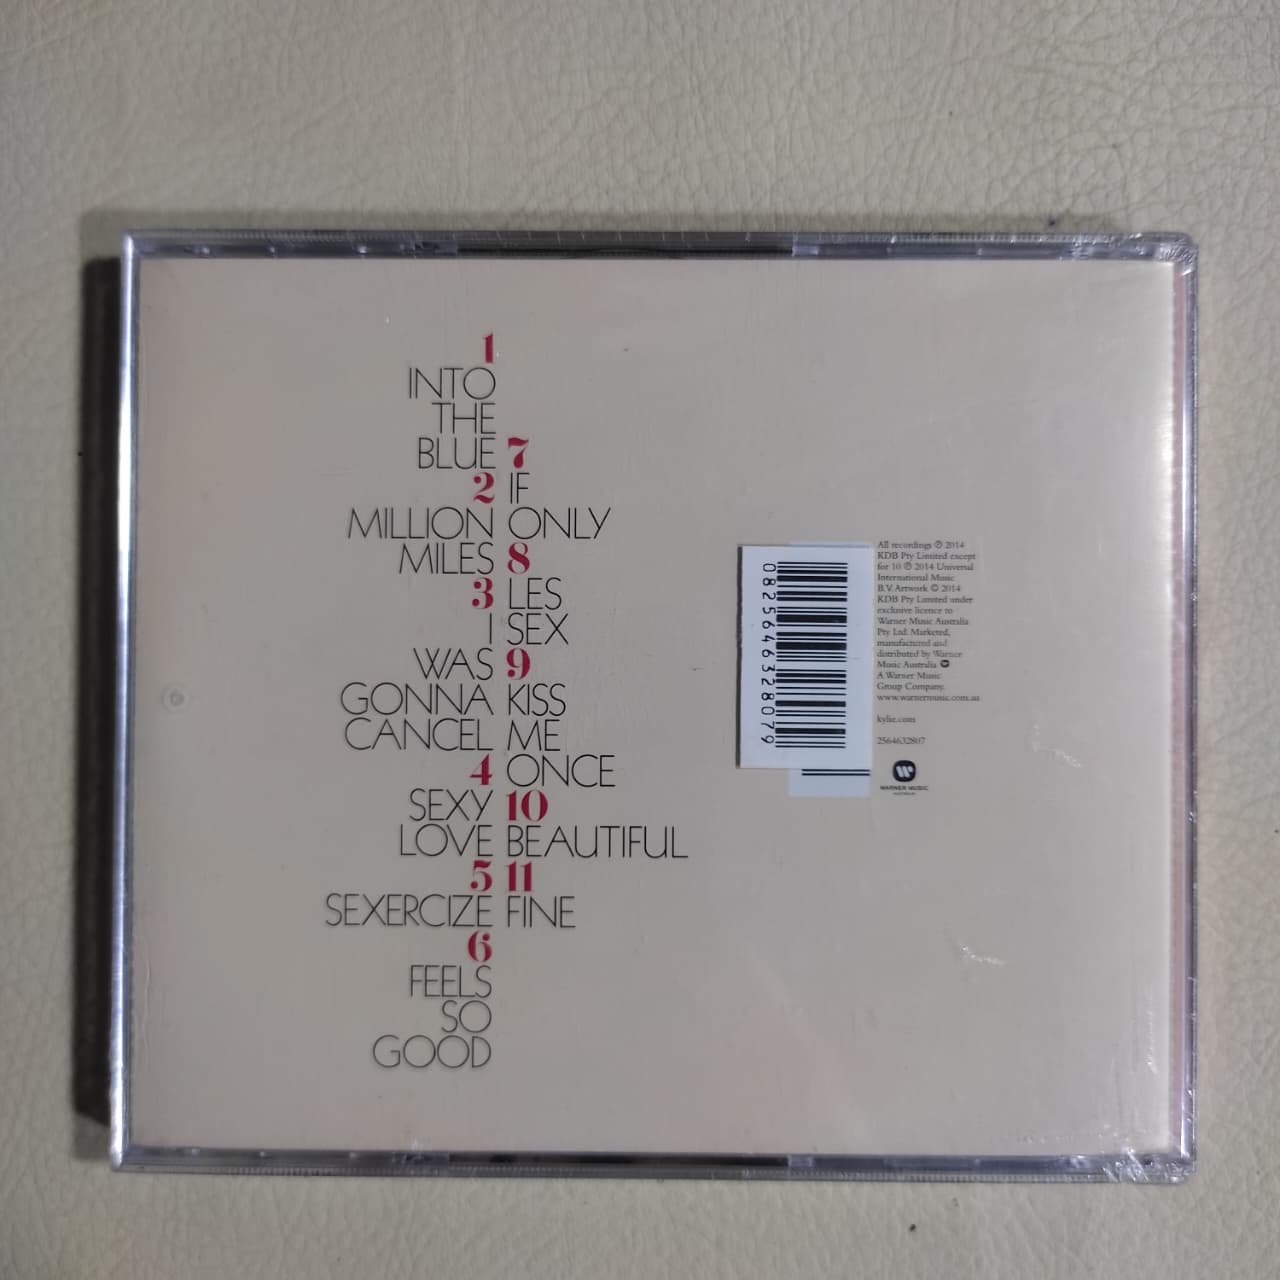 1
INTO
THE
BLUE
2
MILLION
MILES
3
I
WAS
GONNA
CANCEL
4
SEXY
LOVE
5
SEXERCIZE
6
FEELS
SO
GOOD
7
IF
ONLY
8
LES
SEX
9
KISS
ME
ONCE
10
BEAUTIFUL
11
FINE
0825646328079
All recordings ℗ 2014
KDB Pty Limited except
for 10 ℗ 2014 Universal
International Music
B.V. Artwork © 2014
KDB Pty Limited under
exclusive licence to
Warner Music Australia
Pty Ltd. Marketed,
manufactured and
distributed by Warner
Music Australia
A Warner Music
Group Company.
www.warnermusic.com.au
kylie.com
2564632807
WARNER MUSIC
AUSTRALIA